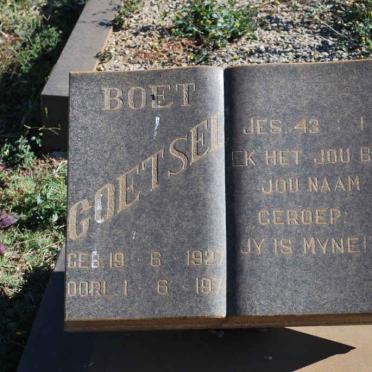 BOET
GOETSEL
GEB. 19 6 192
OORL. 1 6 197
JES. 43 1
EK HET JOU
JOU NAAM
GEROEP.
JY IS MYNE